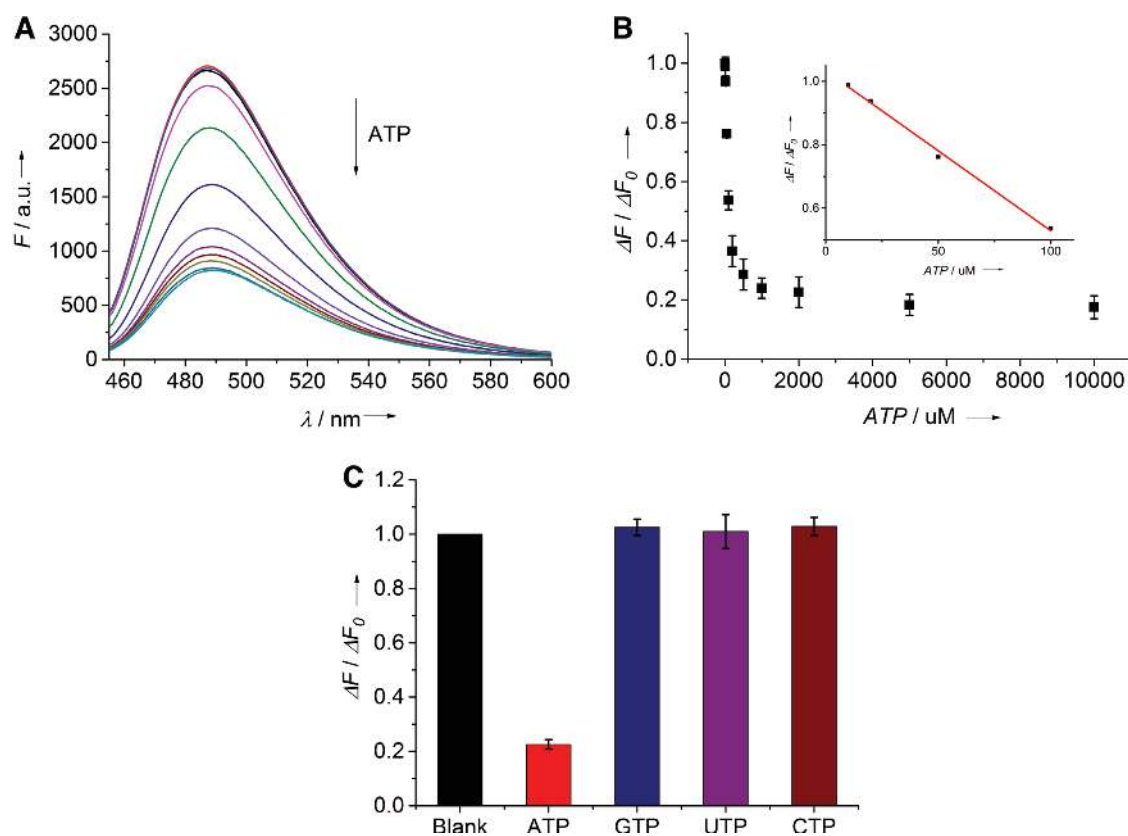 A
3000
2500
2000
1500
1000
500
0
F / a.u.
ATP
460 480 500 520 540 560 580 600
λ / nm
B
1.0
0.8
0.6
0.4
0.2
0.0
ΔF / ΔF0
0 2000 4000 6000 8000 10000
ATP / uM
1.0
0.8
0.6
ΔF / ΔF0
0 50 100
ATP / uM
C
1.2
1.0
0.8
0.6
0.4
0.2
0.0
ΔF / ΔF0
Blank ATP GTP UTP CTP